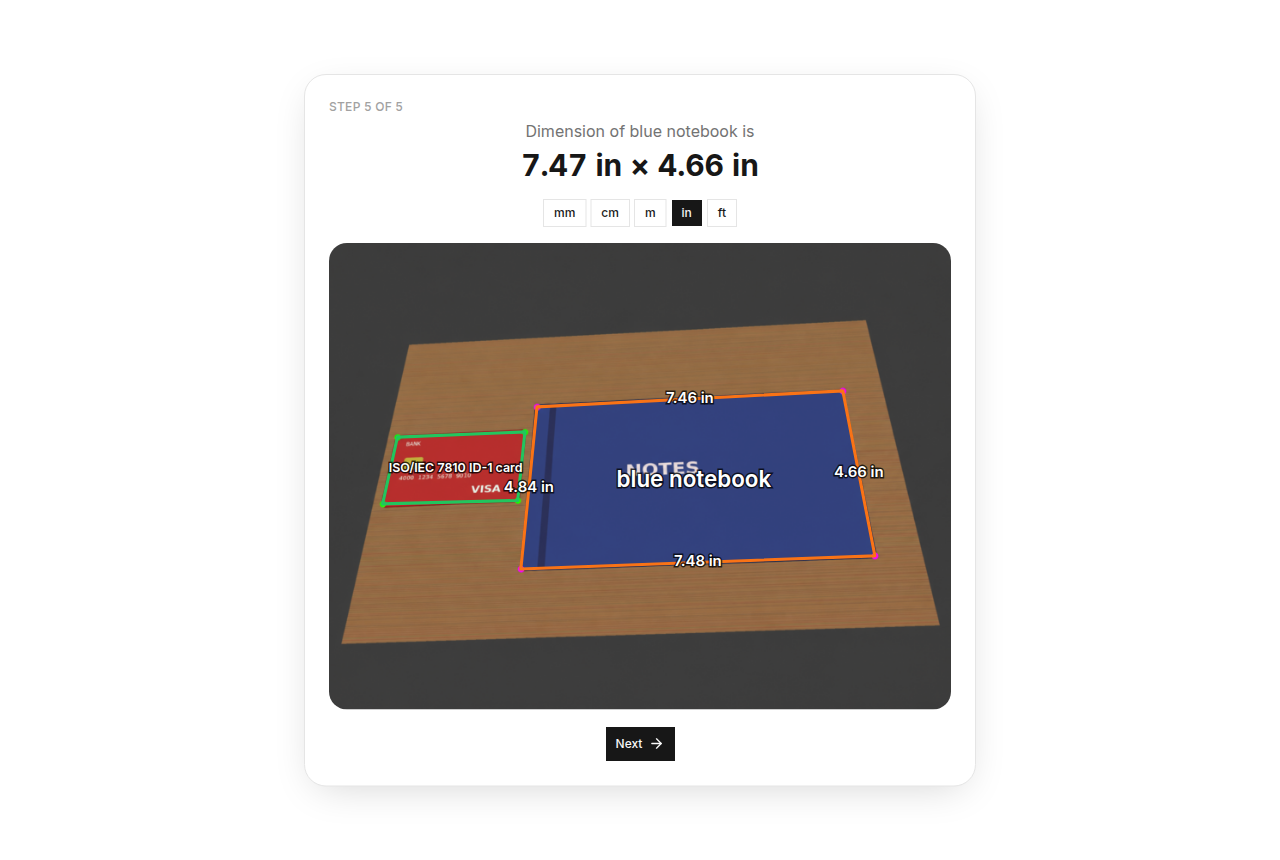 STEP 5 OF 5
Dimension of blue notebook is
7.47 in × 4.66 in
mm cm m in ft
7.46 in
BANK
ISO/IEC 7810 ID-1 card
4000 1234 5678 9010
VISA
4.84 in
NOTES
blue notebook
4.66 in
7.48 in
Next